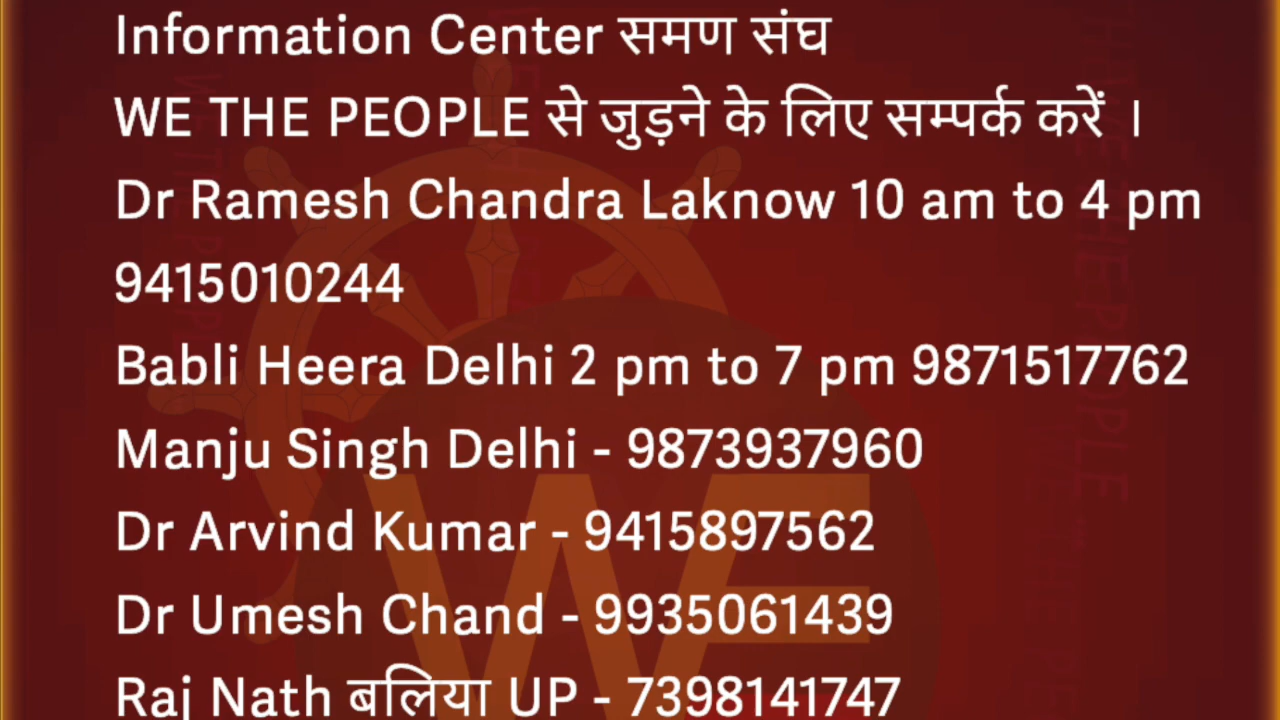 Information Center समण संघ
WE THE PEOPLE से जुड़ने के लिए सम्पर्क करें ।
Dr Ramesh Chandra Laknow 10 am to 4 pm
9415010244
Babli Heera Delhi 2 pm to 7 pm 9871517762
Manju Singh Delhi - 9873937960
Dr Arvind Kumar - 9415897562
Dr Umesh Chand - 9935061439
Raj Nath बलिया UP - 7398141747
WE